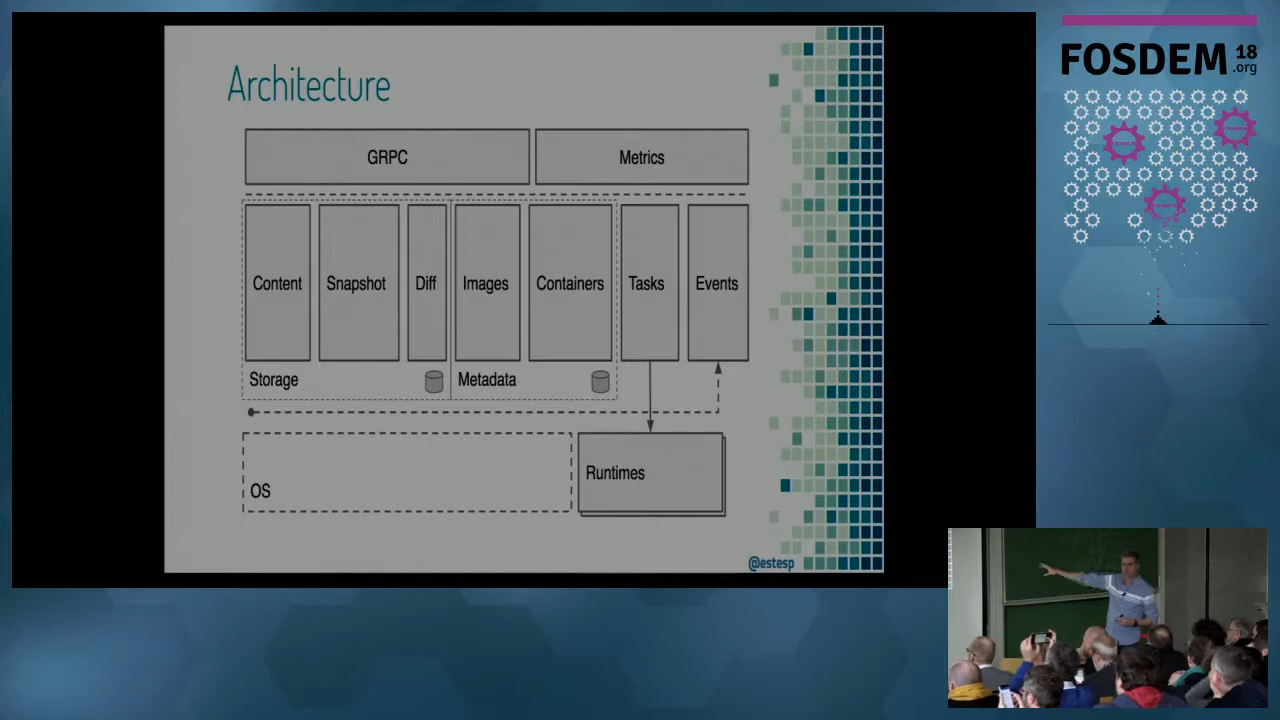 Architecture
GRPC
Metrics
Content
Snapshot
Diff
Images
Containers
Tasks
Events
Storage
Metadata
OS
Runtimes
@estesp
FOSDEM 18
.org